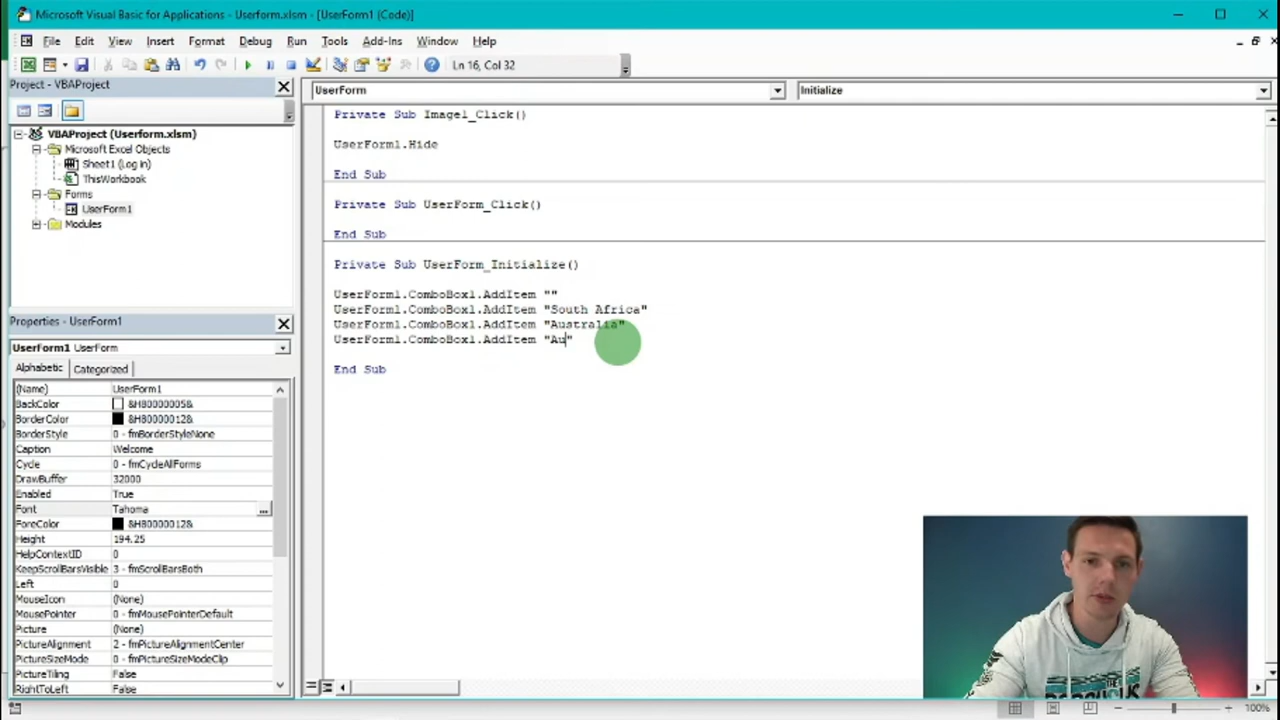 Microsoft Visual Basic for Applications - Userform.xlsm - [UserForm1 (Code)]
File Edit View Insert Format Debug Run Tools Add-Ins Window Help
Ln 16, Col 32
Project - VBAProject
UserForm
Initialize
VBAProject (Userform.xlsm)
Microsoft Excel Objects
Sheet1 (Log in)
ThisWorkbook
Forms
UserForm1
Modules
Private Sub Image1_Click()
UserForm1.Hide
End Sub
Private Sub UserForm_Click()
End Sub
Private Sub UserForm_Initialize()
UserForm1.ComboBox1.AddItem ""
UserForm1.ComboBox1.AddItem "South Africa"
UserForm1.ComboBox1.AddItem "Australia"
UserForm1.ComboBox1.AddItem "Au"
End Sub
Properties - UserForm1
UserForm1 UserForm
Alphabetic Categorized
(Name) UserForm1
BackColor &H80000005&
BorderColor &H80000012&
BorderStyle 0 - fmBorderStyleNone
Caption Welcome
Cycle 0 - fmCycleAllForms
DrawBuffer 32000
Enabled True
Font Tahoma ...
ForeColor &H80000012&
Height 194.25
HelpContextID 0
KeepScrollBarsVisible 3 - fmScrollBarsBoth
Left 0
MouseIcon (None)
MousePointer 0 - fmMousePointerDefault
Picture (None)
PictureAlignment 2 - fmPictureAlignmentCenter
PictureSizeMode 0 - fmPictureSizeModeClip
PictureTiling False
RightToLeft False
THE
100%